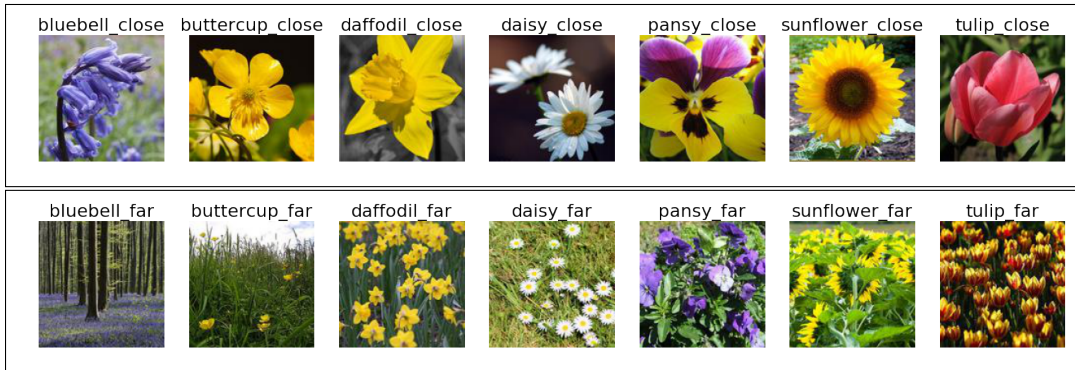 bluebell_close buttercup_close daffodil_close daisy_close pansy_close sunflower_close tulip_close
bluebell_far buttercup_far daffodil_far daisy_far pansy_far sunflower_far tulip_far